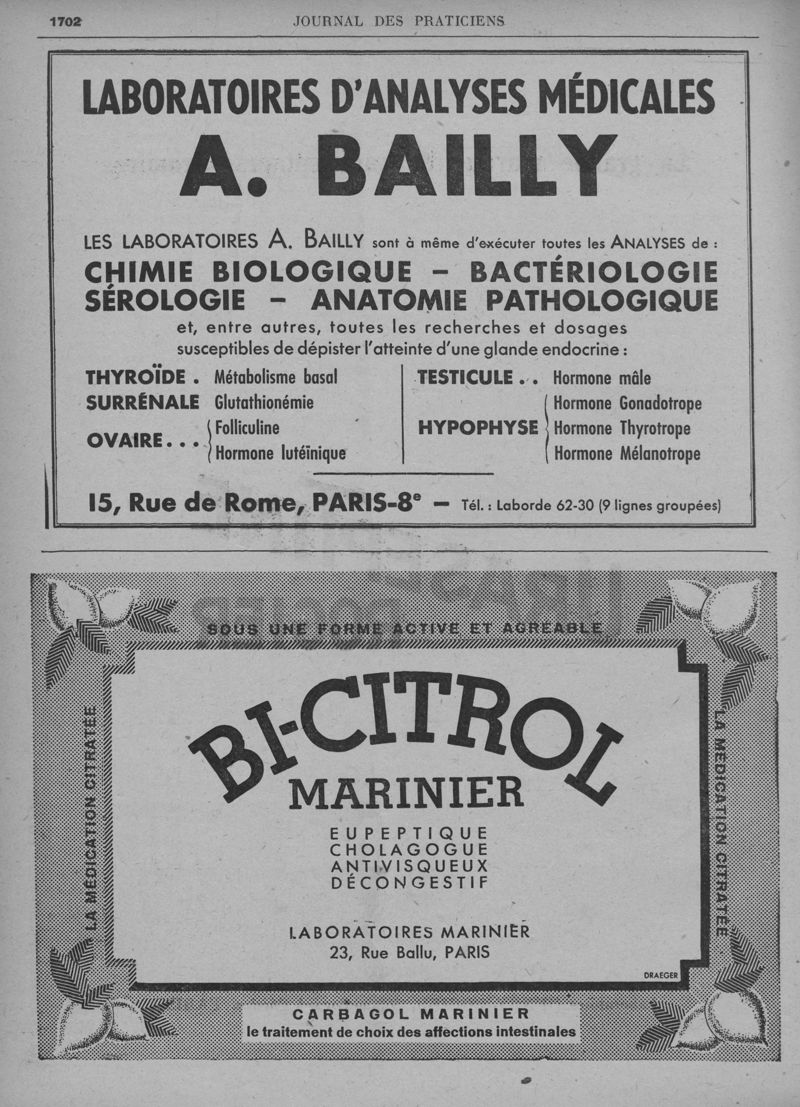 1702
JOURNAL DES PRATICIENS
LABORATOIRES D'ANALYSES MÉDICALES
A. BAILLY
LES LABORATOIRES A. BAILLY sont à même d'exécuter toutes les ANALYSES de :
CHIMIE BIOLOGIQUE – BACTÉRIOLOGIE
SÉROLOGIE – ANATOMIE PATHOLOGIQUE
et, entre autres, toutes les recherches et dosages
susceptibles de dépister l'atteinte d'une glande endocrine :
THYROÏDE . Métabolisme basal
SURRÉNALE Glutathionémie
OVAIRE . . . Folliculine
Hormone lutéïnique
TESTICULE . . Hormone mâle
HYPOPHYSE Hormone Gonadotrope
Hormone Thyrotrope
Hormone Mélanotrope
15, Rue de Rome, PARIS-8e – Tél. : Laborde 62-30 (9 lignes groupées)
SOUS UNE FORME ACTIVE ET AGRÉABLE
LA MÉDICATION CITRATÉE
BI-CITROL
MARINIER
EUPEPTIQUE
CHOLAGOGUE
ANTIVISQUEUX
DÉCONGESTIF
LABORATOIRES MARINIER
23, Rue Ballu, PARIS
DRAEGER
LA MÉDICATION CITRATÉE
CARBAGOL MARINIER
le traitement de choix des affections intestinales